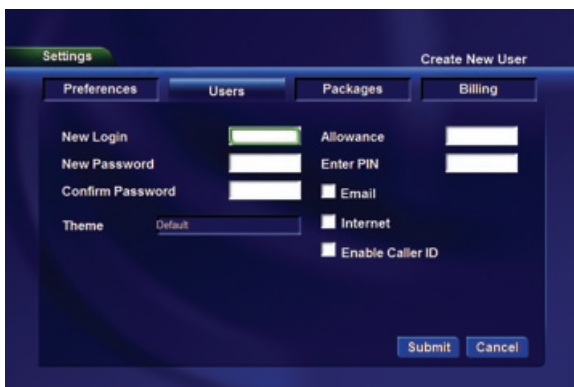 Settings
Create New User
Preferences Users Packages Billing
New Login
New Password
Confirm Password
Theme Default
Allowance
Enter PIN
Email
Internet
Enable Caller ID
Submit Cancel